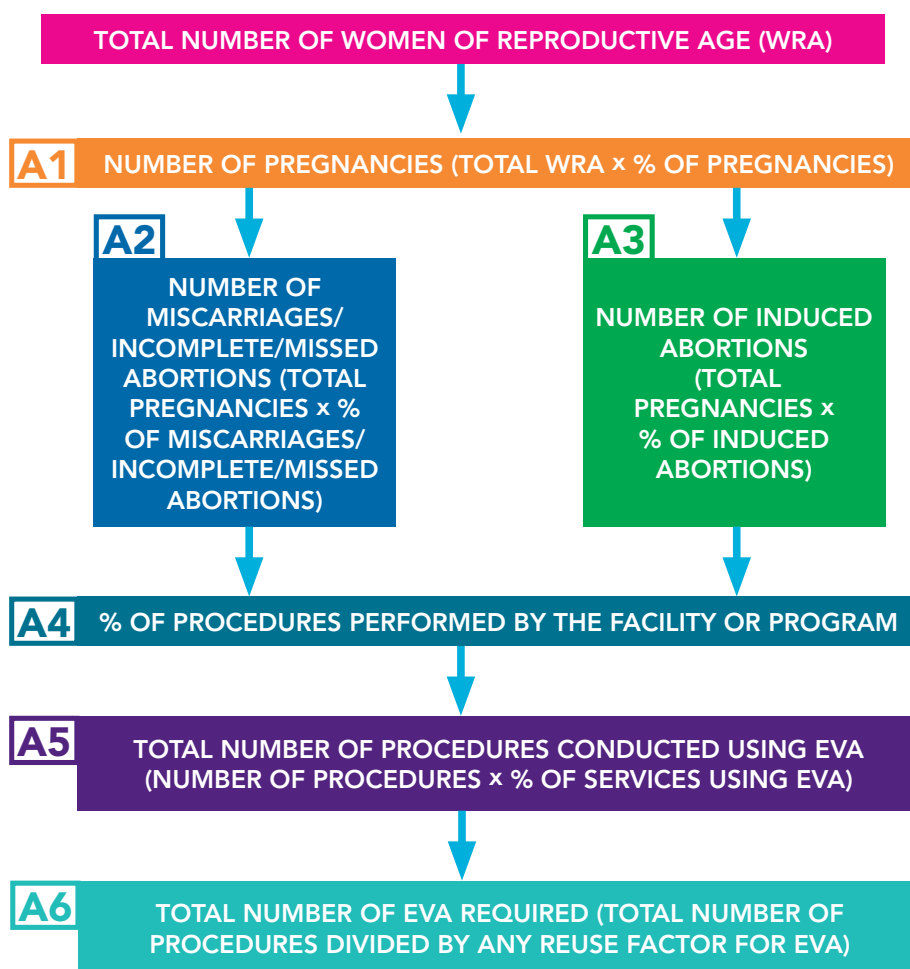 TOTAL NUMBER OF WOMEN OF REPRODUCTIVE AGE (WRA)
A1
NUMBER OF PREGNANCIES (TOTAL WRA x % OF PREGNANCIES)
A2
NUMBER OF
MISCARRIAGES/
INCOMPLETE/MISSED
ABORTIONS (TOTAL
PREGNANCIES x %
OF MISCARRIAGES/
INCOMPLETE/MISSED
ABORTIONS)
A3
NUMBER OF INDUCED
ABORTIONS
(TOTAL
PREGNANCIES x
% OF INDUCED
ABORTIONS)
A4
% OF PROCEDURES PERFORMED BY THE FACILITY OR PROGRAM
A5
TOTAL NUMBER OF PROCEDURES CONDUCTED USING EVA
(NUMBER OF PROCEDURES x % OF SERVICES USING EVA)
A6
TOTAL NUMBER OF EVA REQUIRED (TOTAL NUMBER OF
PROCEDURES DIVIDED BY ANY REUSE FACTOR FOR EVA)